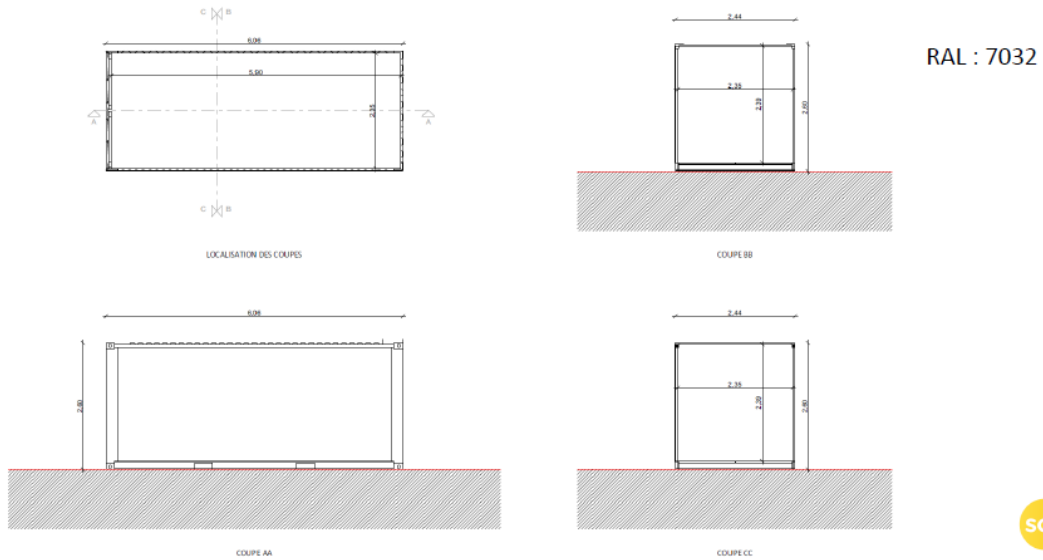 C B
6,06
5,90
2,35
A A
C B
LOCALISATION DES COUPES
2,44
2,35
2,39
2,60
COUPE BB
RAL : 7032
6,06
2,60
COUPE AA
2,44
2,35
2,39
2,60
COUPE CC